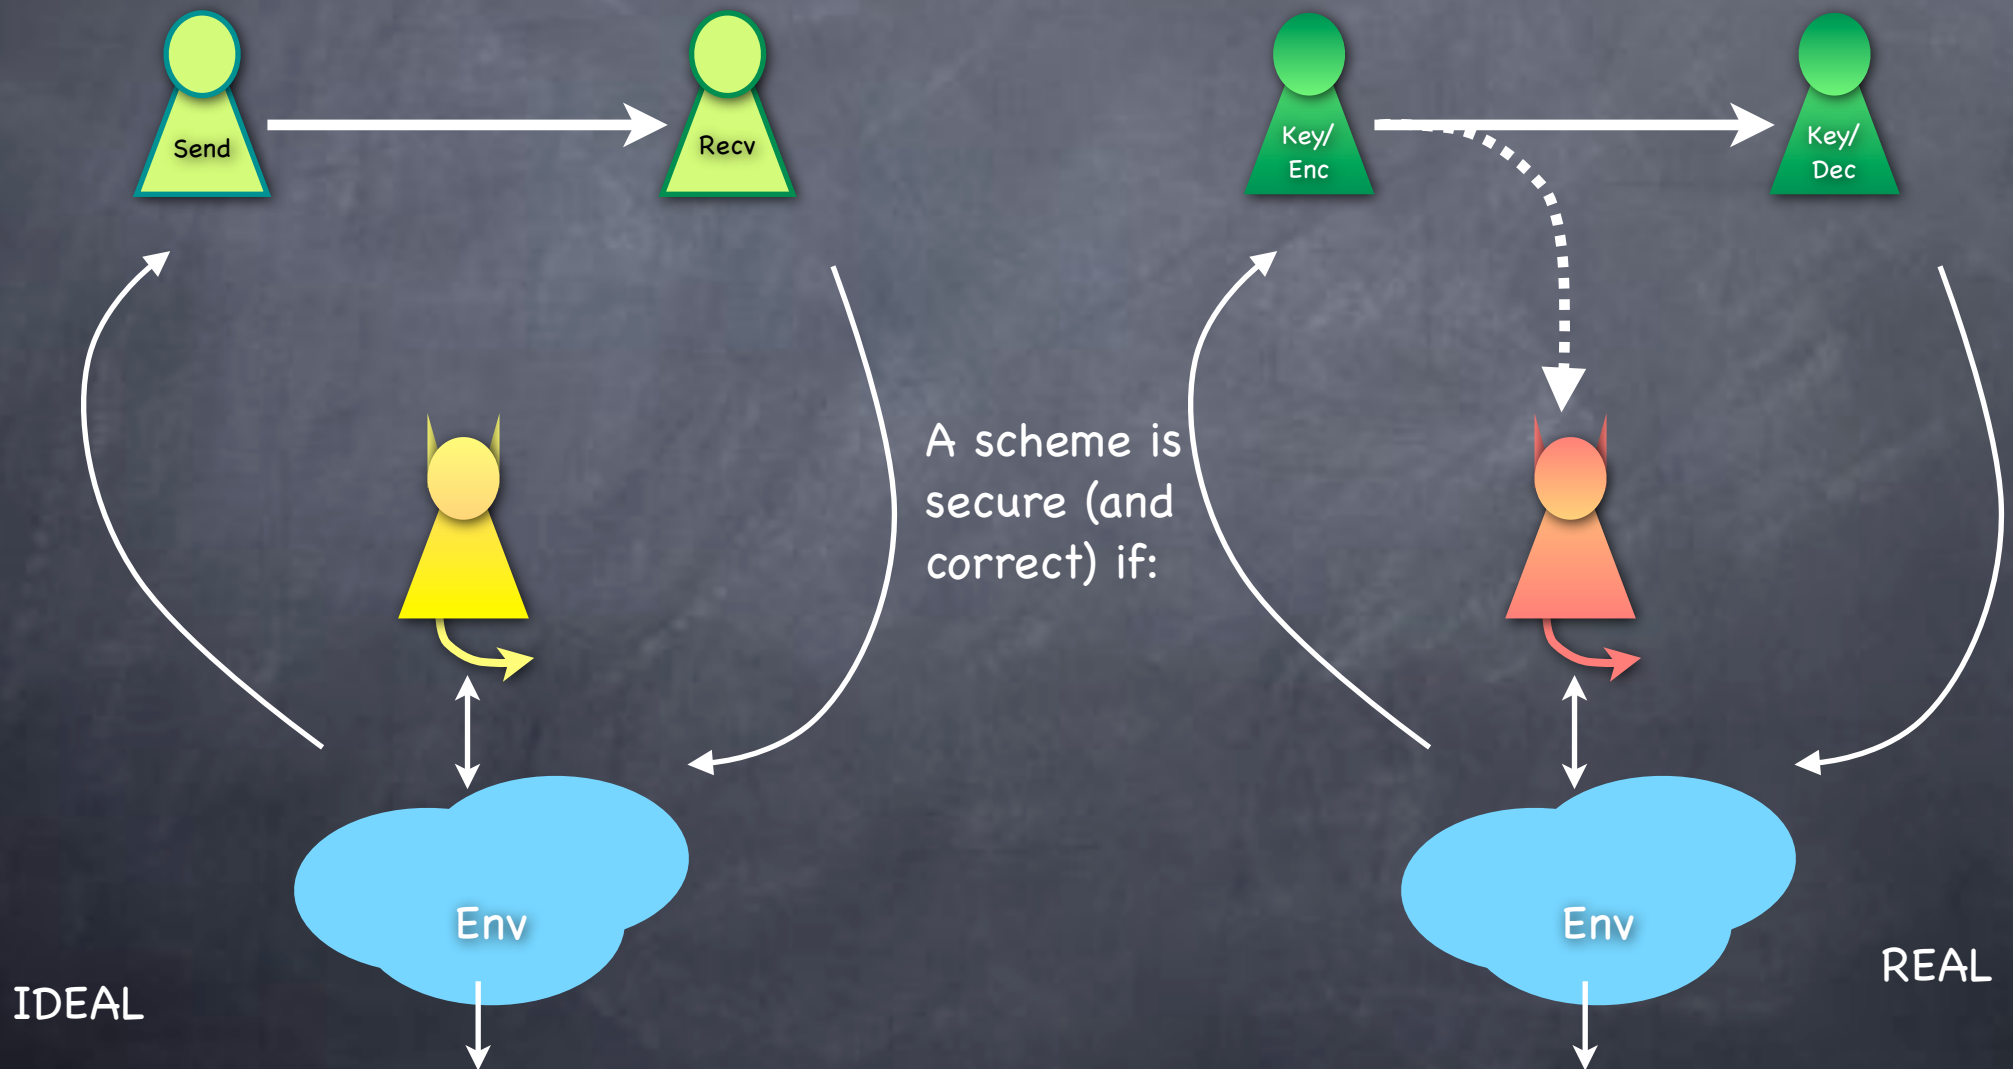 Send
Recv
Key/
Enc
Key/
Dec
A scheme is
secure (and
correct) if:
Env
Env
IDEAL
REAL